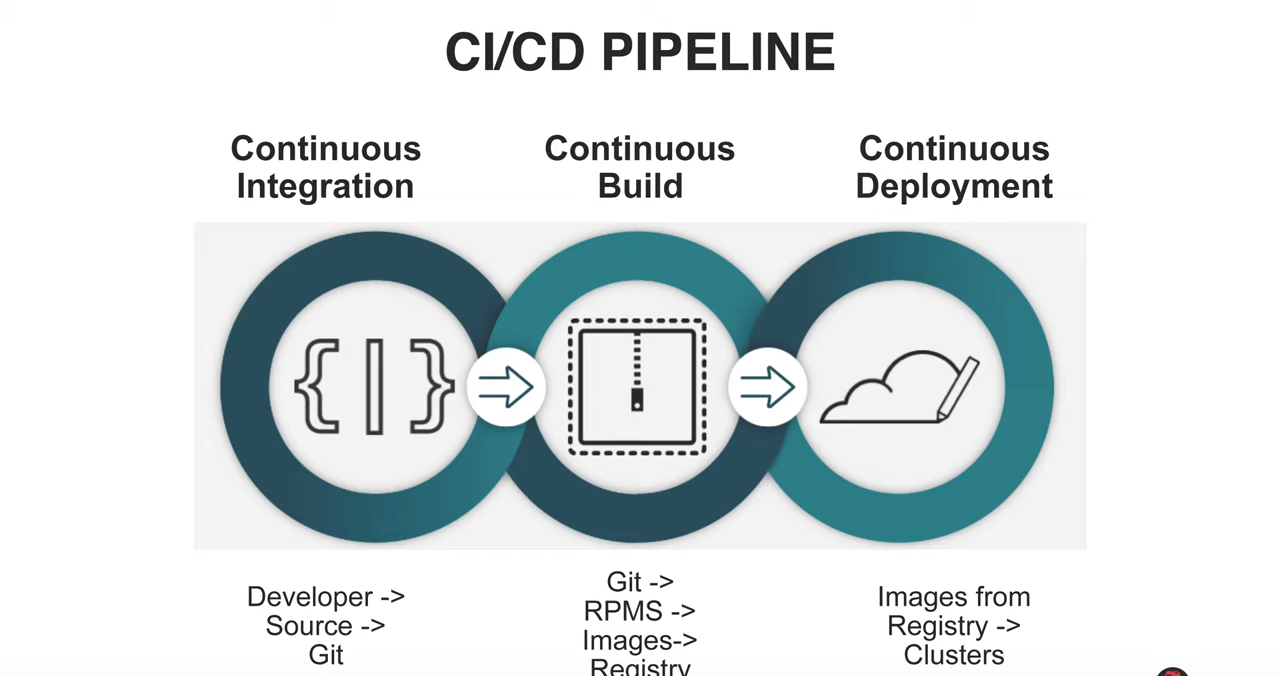 CI/CD PIPELINE
Continuous
Integration
Continuous
Build
Continuous
Deployment
Developer ->
Source ->
Git
Git ->
RPMS ->
Images->
Registry
Images from
Registry ->
Clusters